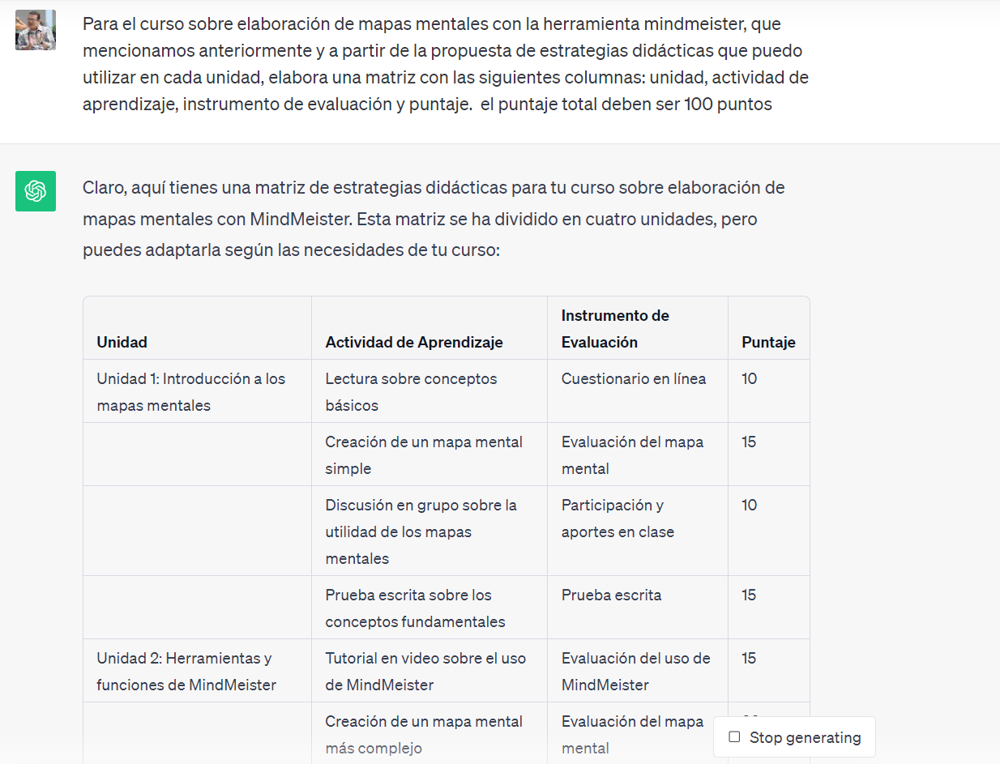 Para el curso sobre elaboración de mapas mentales con la herramienta mindmeister, que
mencionamos anteriormente y a partir de la propuesta de estrategias didácticas que puedo
utilizar en cada unidad, elabora una matriz con las siguientes columnas: unidad, actividad de
aprendizaje, instrumento de evaluación y puntaje.  el puntaje total deben ser 100 puntos
Claro, aquí tienes una matriz de estrategias didácticas para tu curso sobre elaboración de
mapas mentales con MindMeister. Esta matriz se ha dividido en cuatro unidades, pero
puedes adaptarla según las necesidades de tu curso:
Unidad
Actividad de Aprendizaje
Instrumento de
Evaluación
Puntaje
Unidad 1: Introducción a los
mapas mentales
Lectura sobre conceptos
básicos
Cuestionario en línea
10
Creación de un mapa mental
simple
Evaluación del mapa
mental
15
Discusión en grupo sobre la
utilidad de los mapas
mentales
Participación y
aportes en clase
10
Prueba escrita sobre los
conceptos fundamentales
Prueba escrita
15
Unidad 2: Herramientas y
funciones de MindMeister
Tutorial en video sobre el uso
de MindMeister
Evaluación del uso de
MindMeister
15
Creación de un mapa mental
más complejo
Evaluación del mapa
mental
Stop generating